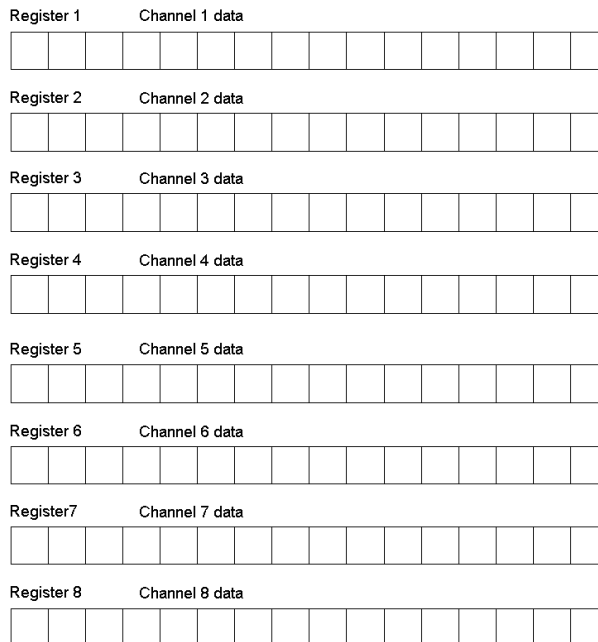 Register 1 Channel 1 data
Register 2 Channel 2 data
Register 3 Channel 3 data
Register 4 Channel 4 data
Register 5 Channel 5 data
Register 6 Channel 6 data
Register7 Channel 7 data
Register 8 Channel 8 data